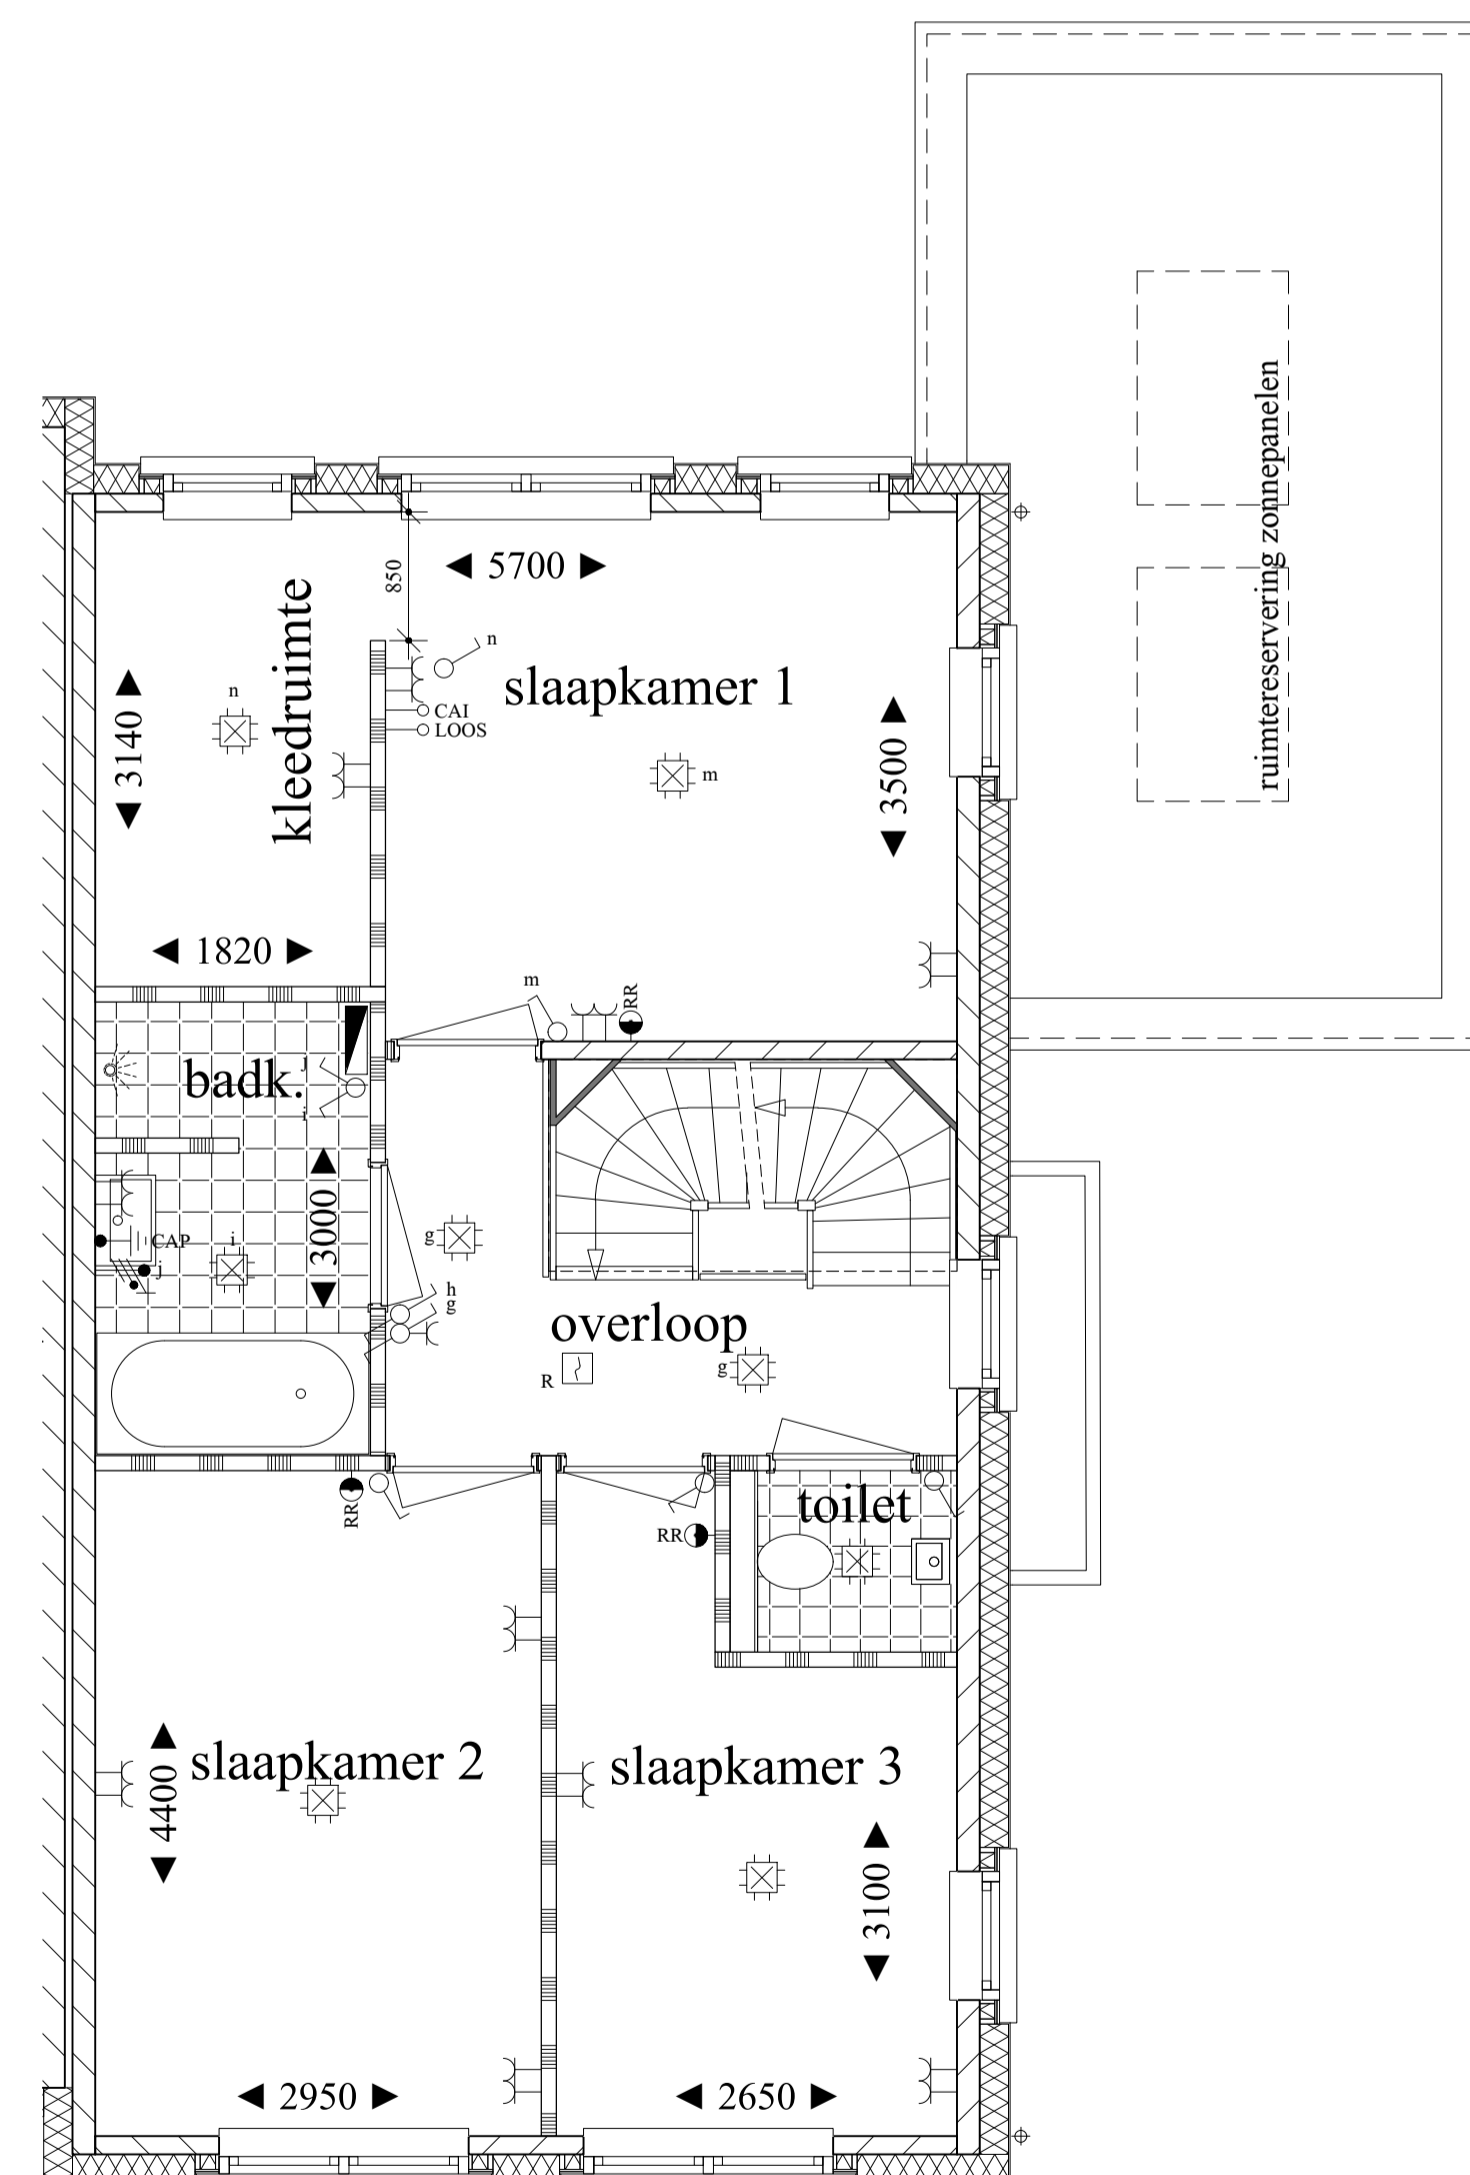 ruimtereservering zonnepanelen
5700
850
kleedruimte
n
slaapkamer 1
n
CAI
LOOS
3140
m
3500
1820
m
RR
j
badk.
i
3000
g
CAP
i
j
h
g
overloop
R
g
toilet
RR
RR
slaapkamer 2
slaapkamer 3
4400
3100
2950
2650